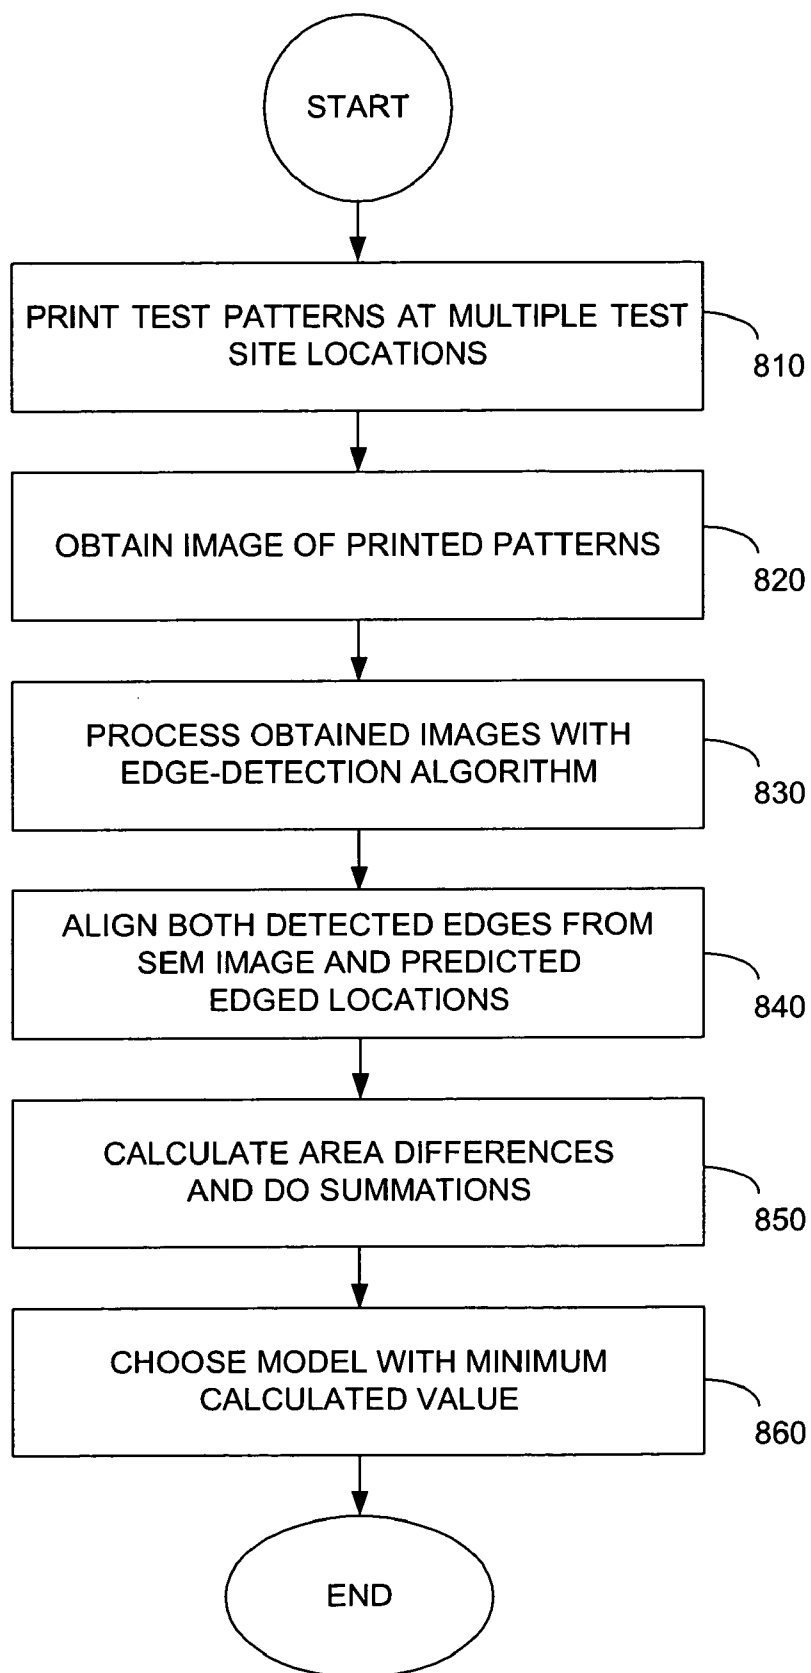 START
PRINT TEST PATTERNS AT MULTIPLE TEST
SITE LOCATIONS
810
OBTAIN IMAGE OF PRINTED PATTERNS
820
PROCESS OBTAINED IMAGES WITH
EDGE-DETECTION ALGORITHM
830
ALIGN BOTH DETECTED EDGES FROM
SEM IMAGE AND PREDICTED
EDGED LOCATIONS
840
CALCULATE AREA DIFFERENCES
AND DO SUMMATIONS
850
CHOOSE MODEL WITH MINIMUM
CALCULATED VALUE
860
END